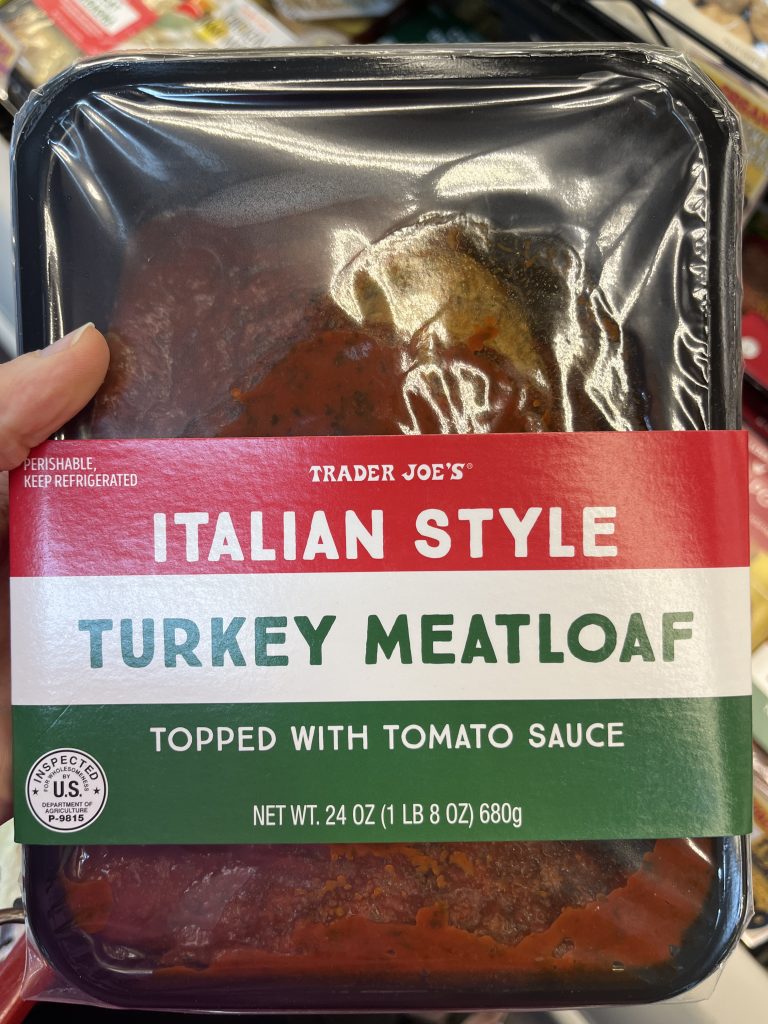 PERISHABLE,
KEEP REFRIGERATED
TRADER JOE'S®
ITALIAN STYLE
TURKEY MEATLOAF
TOPPED WITH TOMATO SAUCE
INSPECTED
FOR WHOLESOMENESS
BY
U.S.
DEPARTMENT OF
AGRICULTURE
P-9815
NET WT. 24 OZ (1 LB 8 OZ) 680g